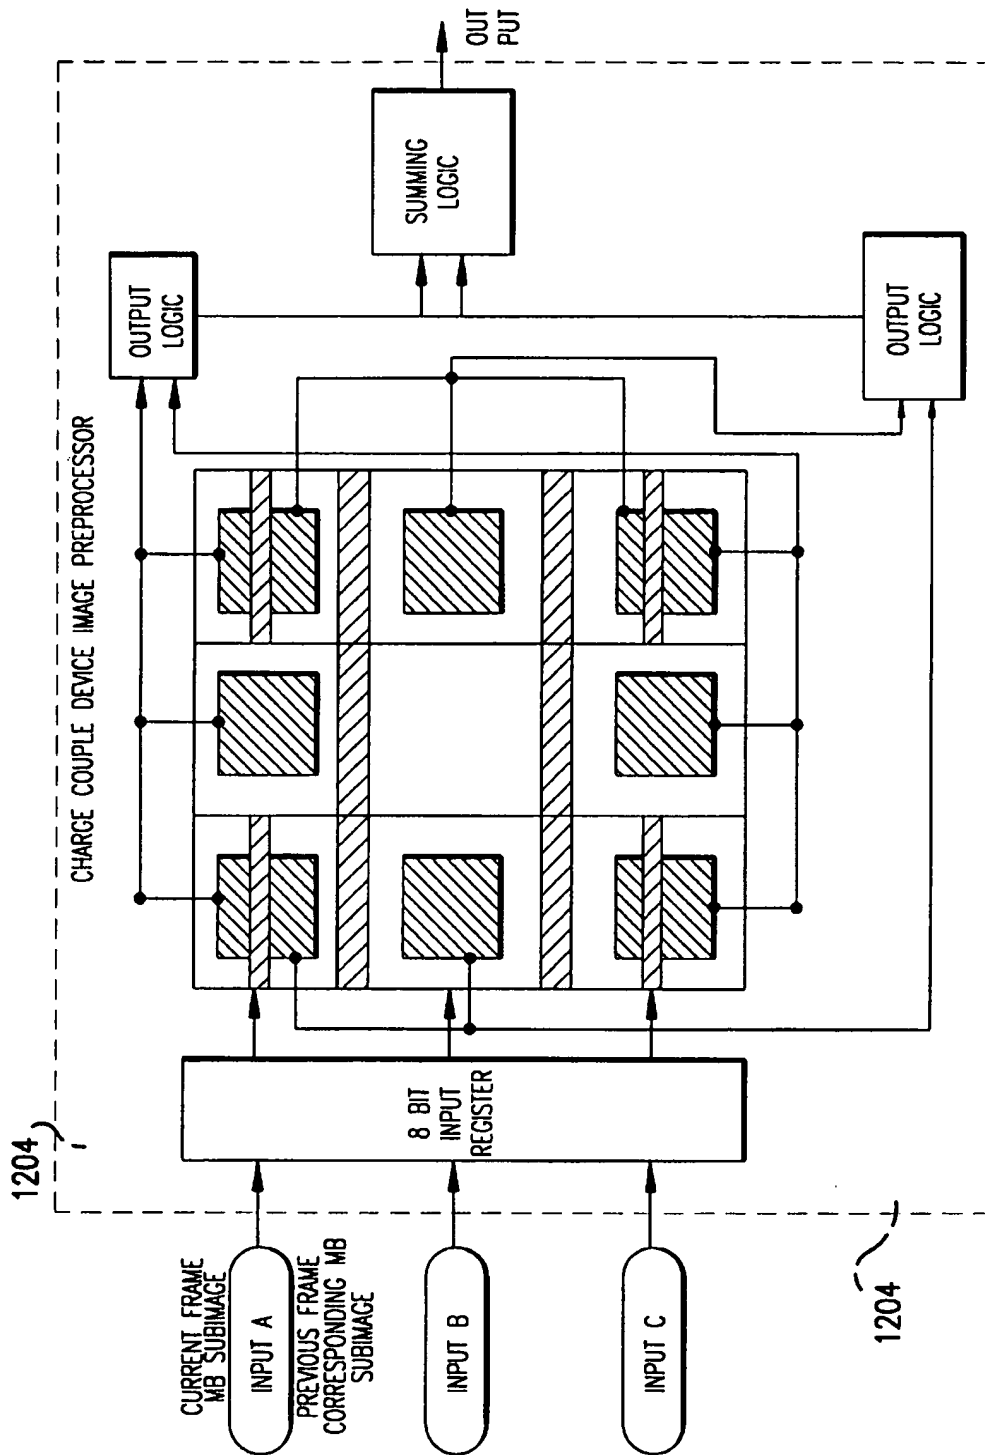 1204
CHARGE COUPLE DEVICE IMAGE PREPROCESSOR
CURRENT FRAME
MB SUBIMAGE
INPUT A
PREVIOUS FRAME
CORRESPONDING MB
SUBIMAGE
INPUT B
INPUT C
8 BIT
INPUT
REGISTER
OUTPUT
LOGIC
OUTPUT
LOGIC
SUMMING
LOGIC
OUT
PUT
1204